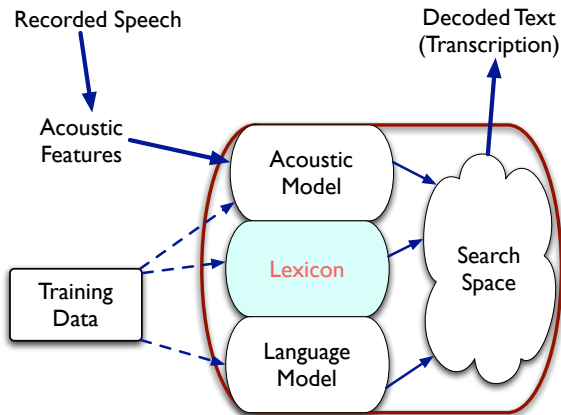 Recorded Speech
Decoded Text
(Transcription)
Acoustic
Features
Acoustic
Model
Lexicon
Search
Space
Training
Data
Language
Model